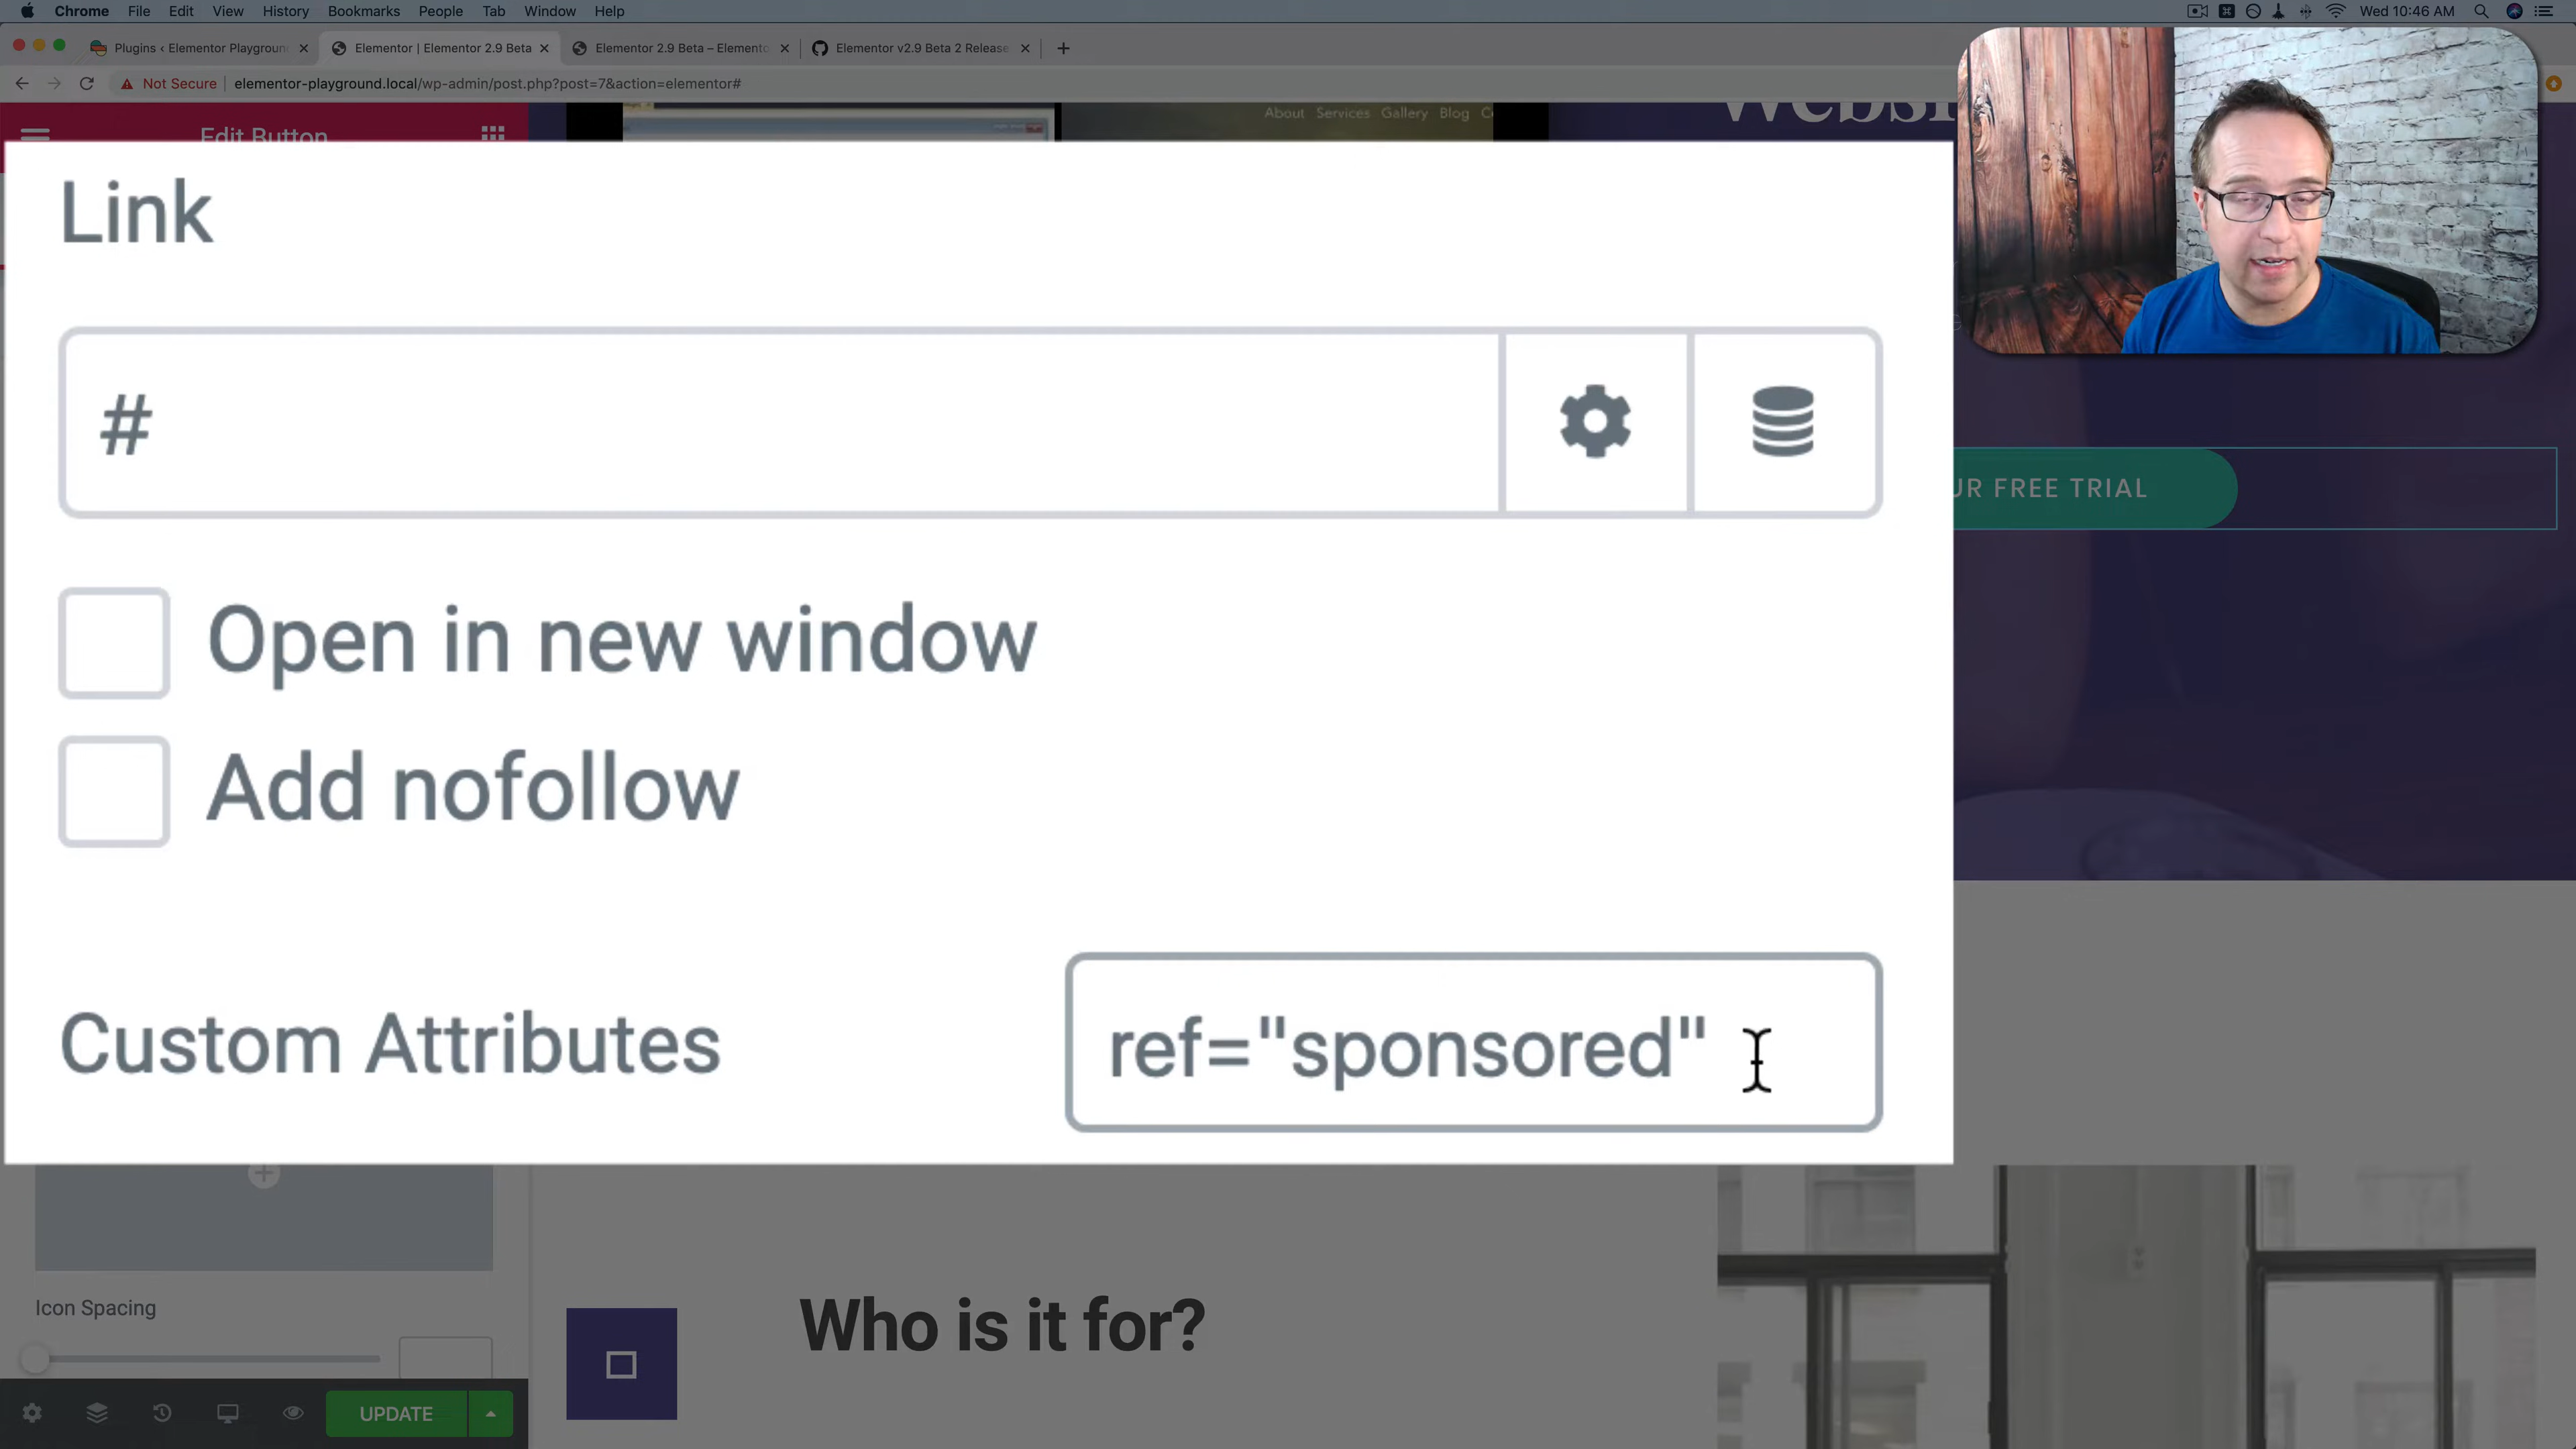 Chrome File Edit View History Bookmarks People Tab Window Help
Wed 10:46 AM
Plugins ‹ Elementor Playground
Elementor | Elementor 2.9 Beta
Elementor 2.9 Beta – Elemento
Elementor v2.9 Beta 2 Release
Not Secure
elementor-playground.local/wp-admin/post.php?post=7&action=elementor#
Edit Button
About Services Gallery Blog
Link
#
Open in new window
Add nofollow
Custom Attributes
ref="sponsored"
UR FREE TRIAL
Icon Spacing
Who is it for?
UPDATE